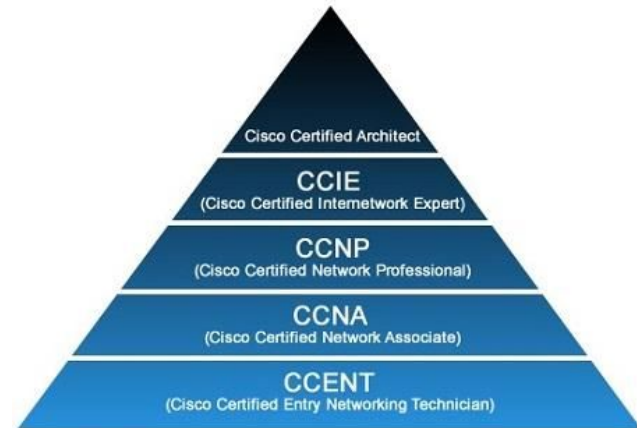 Cisco Certified Architect
CCIE
(Cisco Certified Internetwork Expert)
CCNP
(Cisco Certified Network Professional)
CCNA
(Cisco Certified Network Associate)
CCENT
(Cisco Certified Entry Networking Technician)